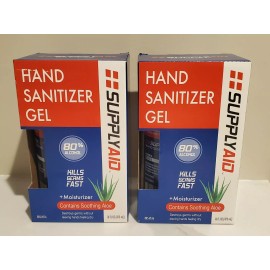 HAND
SANITIZER
GEL
SUPPLYAID
80%
ALCOHOL
KILLS
GERMS
FAST
+Moisturizer
Contains Soothing Aloe
HAND
SANITIZER
GEL
SUPPLYAID
80%
ALCOHOL
KILLS
GERMS
FAST
+Moisturizer
Contains Soothing Aloe